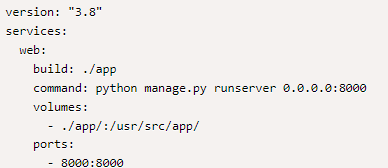 version: "3.8"
services:
  web:
    build: ./app
    command: python manage.py runserver 0.0.0.0:8000
    volumes:
      - ./app/:/usr/src/app/
    ports:
      - 8000:8000